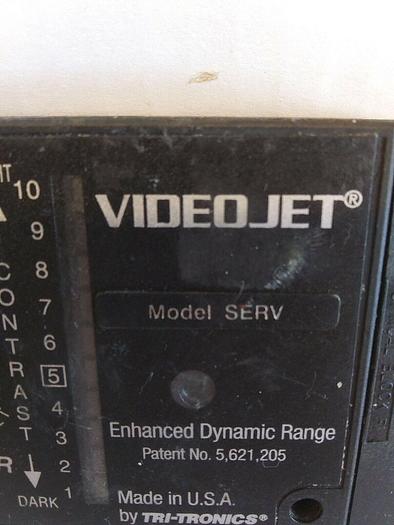 VIDEOJET®
Model SERV
Enhanced Dynamic Range
Patent No. 5,621,205
Made in U.S.A.
by TRI-TRONICS®
10
9
8
7
6
5
4
3
2
1
CONTRAST
DARK